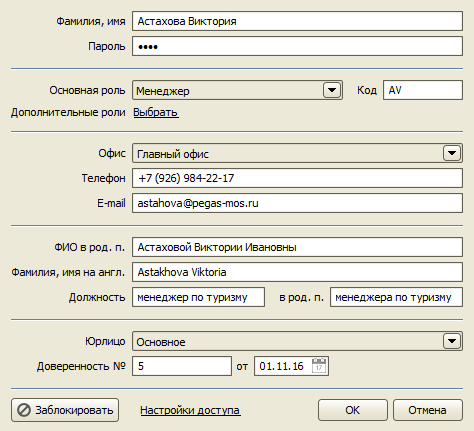 Фамилия, имя Астахова Виктория
Пароль ••••
Основная роль Менеджер Код AV
Дополнительные роли Выбрать
Офис Главный офис
Телефон +7 (926) 984-22-17
E-mail astahova@pegas-mos.ru
ФИО в род. п. Астаховой Виктории Ивановны
Фамилия, имя на англ. Astakhova Viktoria
Должность менеджер по туризму в род. п. менеджера по туризму
Юрлицо Основное
Доверенность № 5 от 01.11.16 17
Заблокировать Настройки доступа ОК Отмена